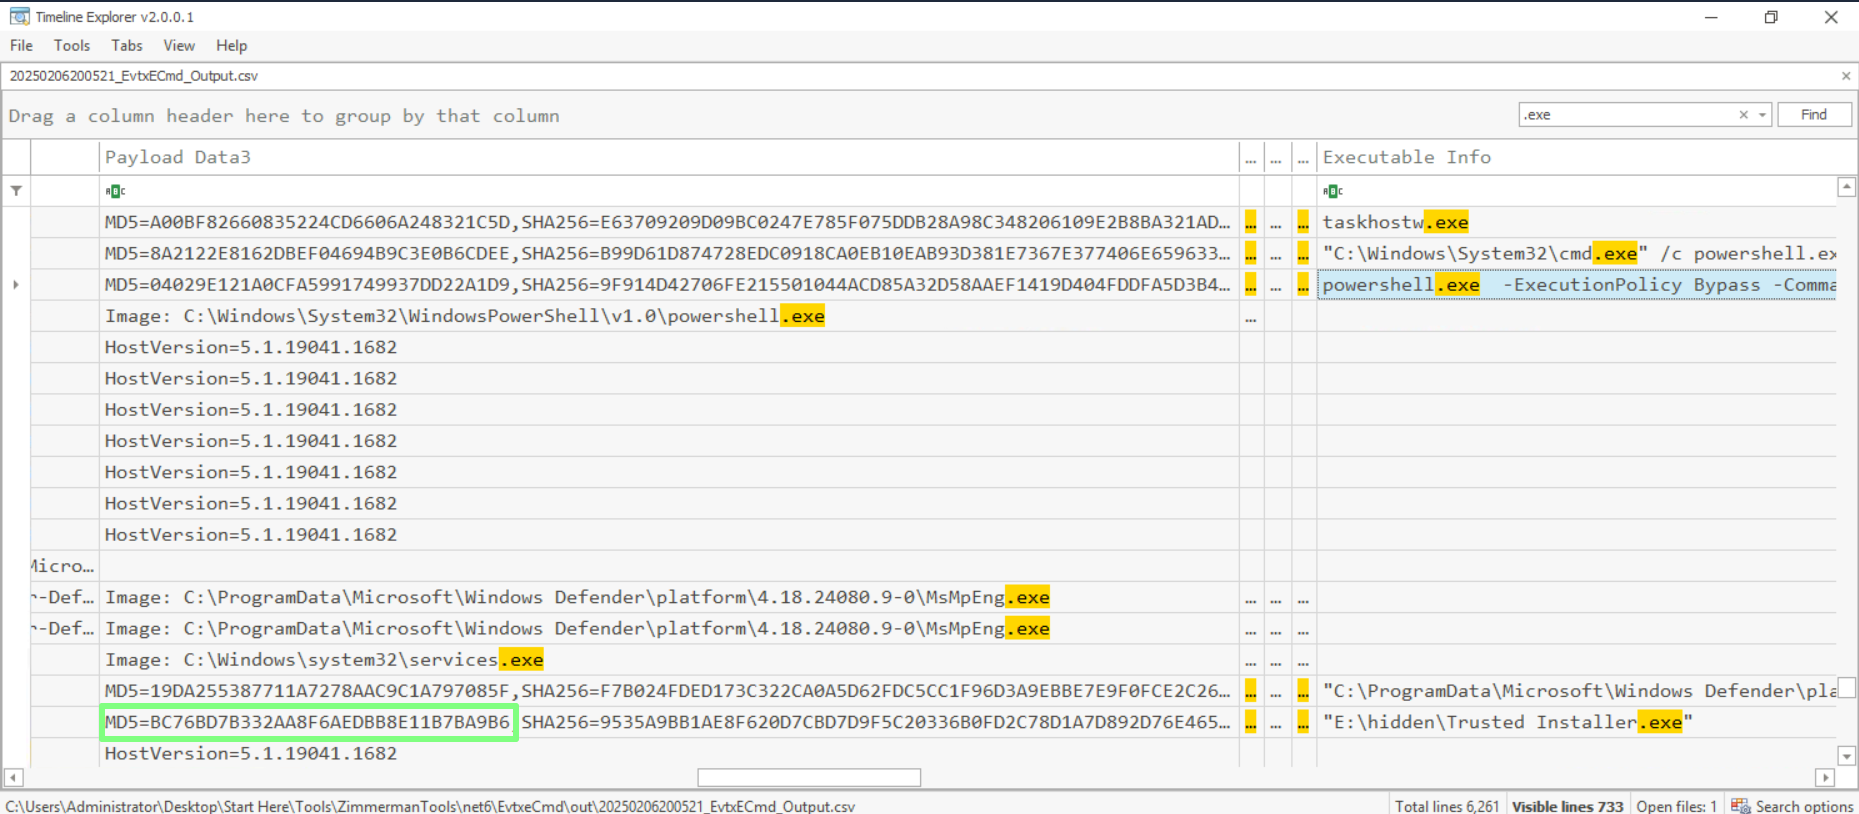 Timeline Explorer v2.0.0.1
File Tools Tabs View Help
20250206200521_EvtxECmd_Output.csv
Drag a column header here to group by that column
.exe Find
Payload Data3 ... ... ... Executable Info
MD5=A00BF82660835224CD6606A248321C5D,SHA256=E63709209D09BC0247E785F075DDB28A98C348206109E2B8BA321AD... ... ... ... taskhostw.exe
MD5=8A2122E8162DBEF04694B9C3E0B6CDEE,SHA256=B99D61D874728EDC0918CA0EB10EAB93D381E7367E377406E659633... ... ... ... "C:\Windows\System32\cmd.exe" /c powershell.ex
MD5=04029E121A0CFA5991749937DD22A1D9,SHA256=9F914D42706FE215501044ACD85A32D58AAEF1419D404FDDFA5D3B4... ... ... ... powershell.exe -ExecutionPolicy Bypass -Comma
Image: C:\Windows\System32\WindowsPowerShell\v1.0\powershell.exe ...
HostVersion=5.1.19041.1682
HostVersion=5.1.19041.1682
HostVersion=5.1.19041.1682
HostVersion=5.1.19041.1682
HostVersion=5.1.19041.1682
HostVersion=5.1.19041.1682
HostVersion=5.1.19041.1682
Micro...
r-Def... Image: C:\ProgramData\Microsoft\Windows Defender\platform\4.18.24080.9-0\MsMpEng.exe ... ... ...
r-Def... Image: C:\ProgramData\Microsoft\Windows Defender\platform\4.18.24080.9-0\MsMpEng.exe ... ... ...
Image: C:\Windows\system32\services.exe ... ... ...
MD5=19DA255387711A7278AAC9C1A797085F,SHA256=F7B024FDED173C322CA0A5D62FDC5CC1F96D3A9EBBE7E9F0FCE2C26... ... ... ... "C:\ProgramData\Microsoft\Windows Defender\pla
MD5=BC76BD7B332AA8F6AEDBB8E11B7BA9B6,SHA256=9535A9BB1AE8F620D7CBD7D9F5C20336B0FD2C78D1A7D892D76E465... ... ... ... "E:\hidden\Trusted Installer.exe"
HostVersion=5.1.19041.1682
C:\Users\Administrator\Desktop\Start Here\Tools\ZimmermanTools\net6\EvtxeCmd\out\20250206200521_EvtxECmd_Output.csv Total lines 6,261 Visible lines 733 Open files: 1 Search options